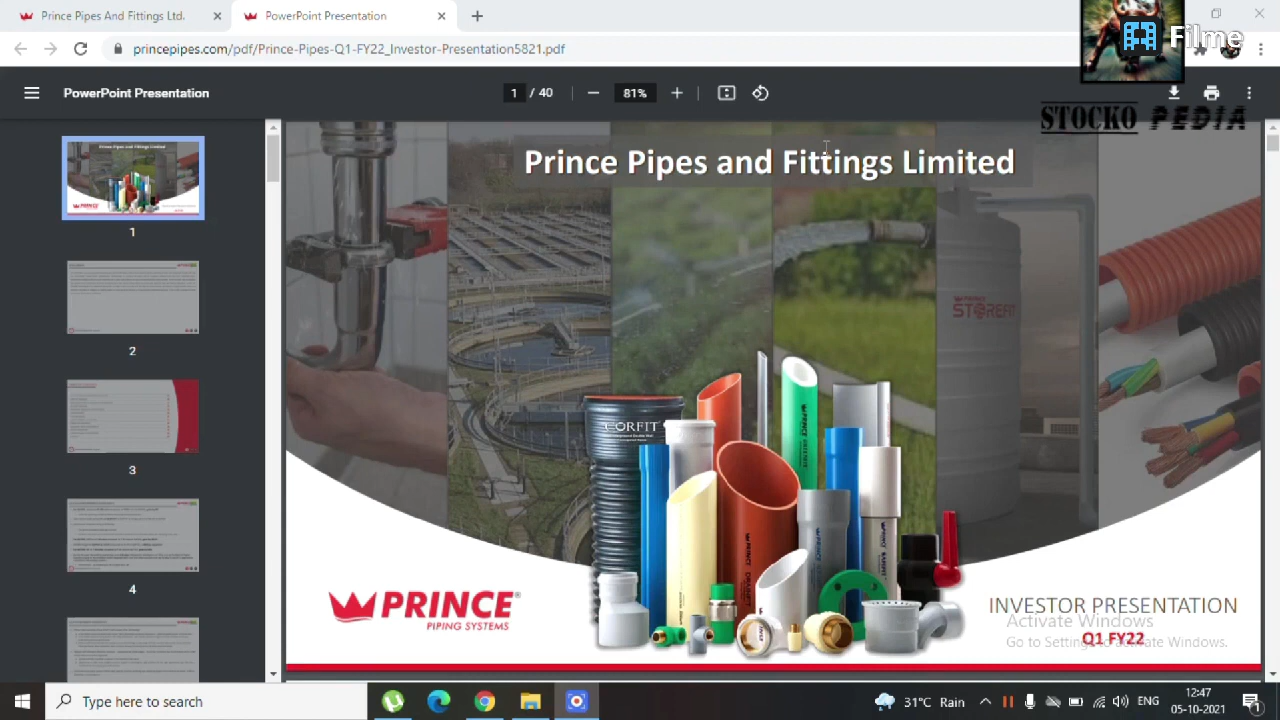 Prince Pipes And Fittings Ltd.
PowerPoint Presentation
princepipes.com/pdf/Prince-Pipes-Q1-FY22_Investor-Presentation5821.pdf
Filme
PowerPoint Presentation
1 / 40
81%
STOCKO PEDIA
1
2
3
4
Prince Pipes and Fittings Limited
PRINCE
STOREFIT
CORFIT
PRINCE
PIPING SYSTEMS
INVESTOR PRESENTATION
Q1 FY22
Activate Windows
Go to Settings to activate Windows.
Type here to search
31°C Rain
ENG
12:47
05-10-2021
1